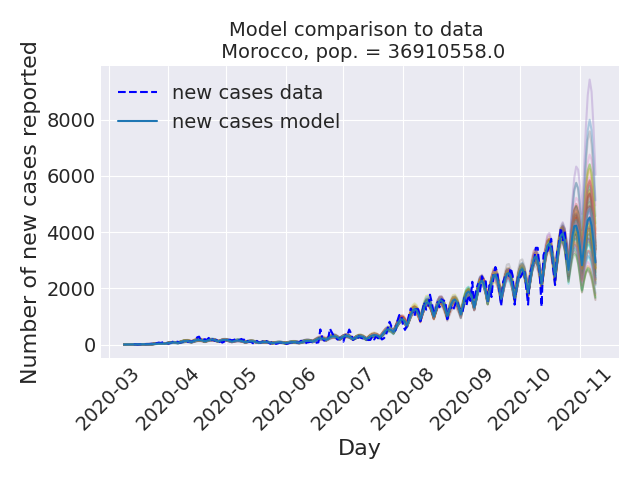 Model comparison to data
Morocco, pop. = 36910558.0
new cases data
new cases model
Number of new cases reported
8000
6000
4000
2000
0
2020-03
2020-04
2020-05
2020-06
2020-07
2020-08
2020-09
2020-10
2020-11
Day